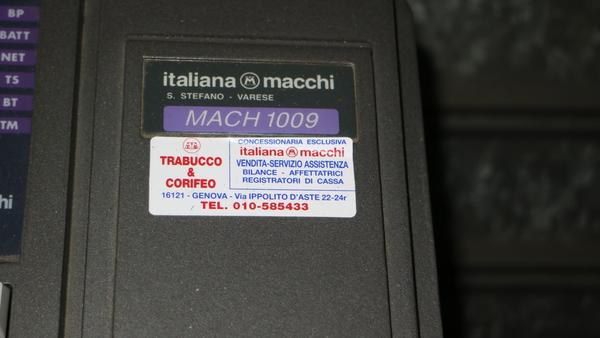 BP
BATT
NET
TS
BT
TM
hi
italiana macchi
S. STEFANO - VARESE
MACH 1009
TRABUCCO
&
CORIFEO
CONCESSIONARIA ESCLUSIVA
italiana macchi
VENDITA-SERVIZIO ASSISTENZA
BILANCE - AFFETTATRICI
REGISTRATORI DI CASSA
16121 - GENOVA - Via IPPOLITO D'ASTE 22-24r
TEL. 010-585433